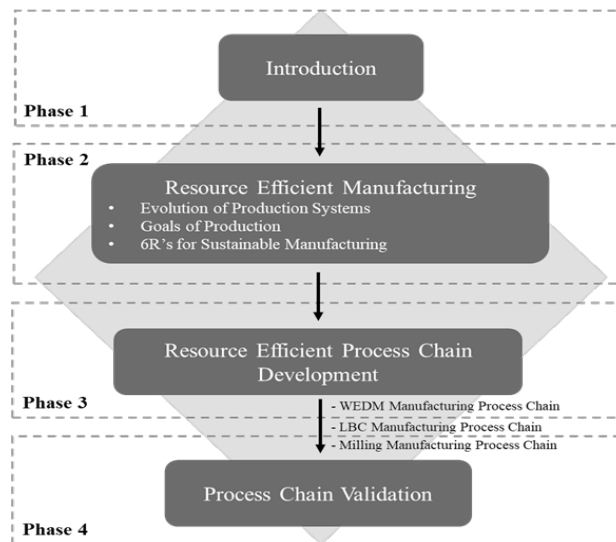 Introduction
Phase 1
Phase 2
Resource Efficient Manufacturing
• Evolution of Production Systems
• Goals of Production
• 6R's for Sustainable Manufacturing
Resource Efficient Process Chain
Development
Phase 3
- WEDM Manufacturing Process Chain
- LBC Manufacturing Process Chain
- Milling Manufacturing Process Chain
Process Chain Validation
Phase 4